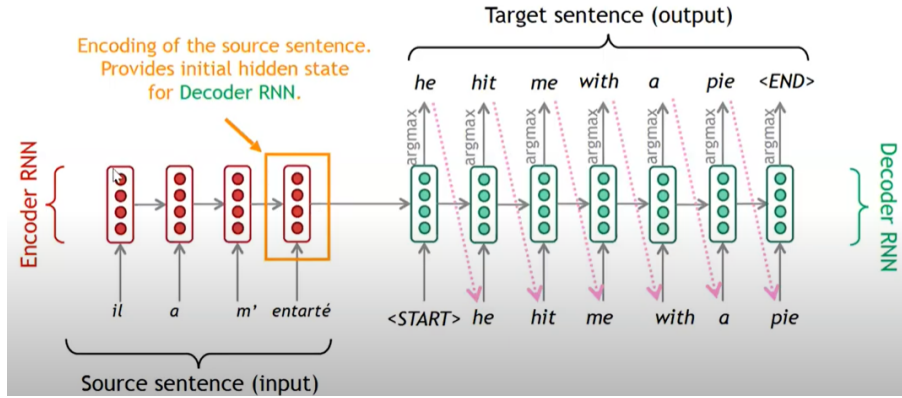 Target sentence (output)
Encoding of the source sentence.
Provides initial hidden state
for Decoder RNN.
he hit me with a pie <END>
argmax argmax argmax argmax argmax argmax argmax
Encoder RNN
Decoder RNN
il a m' entarté
<START> he hit me with a pie
Source sentence (input)